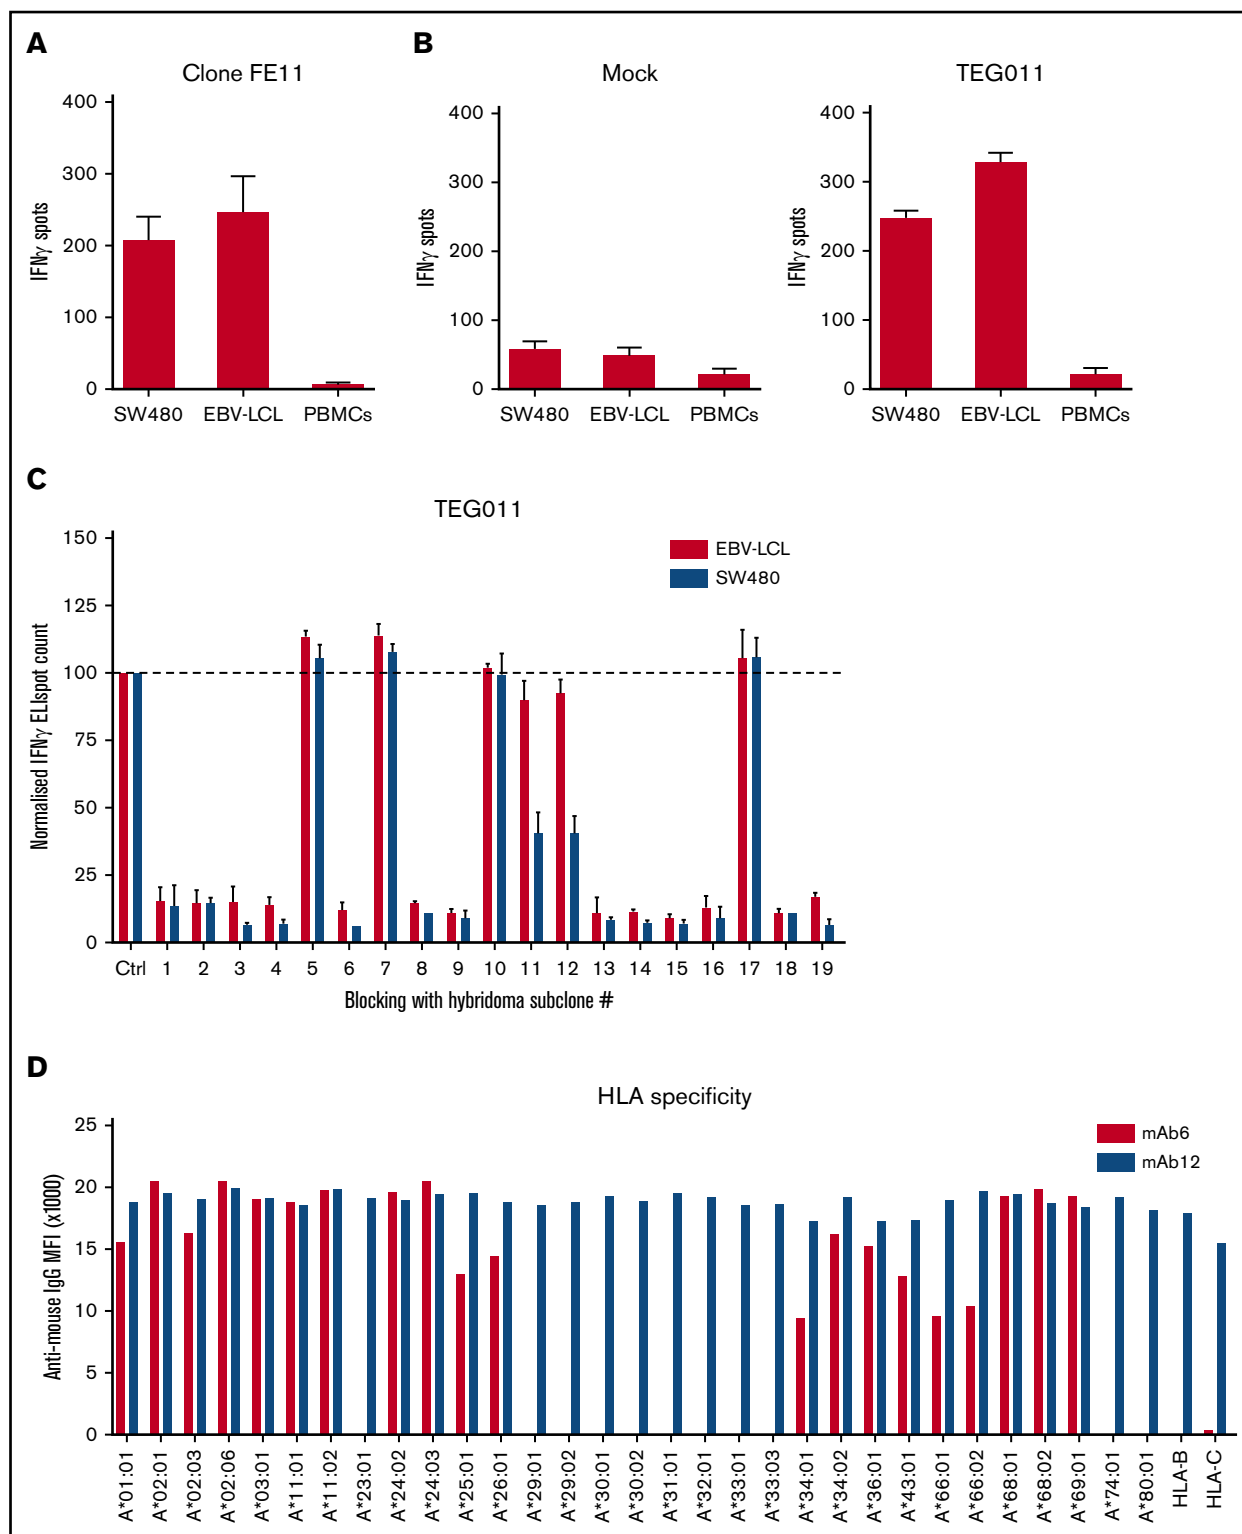 A
Clone FE11
IFNγ spots
400
300
200
100
0
SW480 EBV-LCL PBMCs
B
Mock
IFNγ spots
400
300
200
100
0
SW480 EBV-LCL PBMCs
TEG011
IFNγ spots
400
300
200
100
0
SW480 EBV-LCL PBMCs
C
TEG011
EBV-LCL
SW480
Normalised IFNγ ELIspot count
150
125
100
75
50
25
0
Ctrl 1 2 3 4 5 6 7 8 9 10 11 12 13 14 15 16 17 18 19
Blocking with hybridoma subclone #
D
HLA specificity
mAb6
mAb12
Anti-mouse IgG MFI (x1000)
25
20
15
10
5
0
A*01:01
A*02:01
A*02:03
A*02:06
A*03:01
A*11:01
A*11:02
A*23:01
A*24:02
A*24:03
A*25:01
A*26:01
A*29:01
A*29:02
A*30:01
A*30:02
A*31:01
A*32:01
A*33:01
A*33:03
A*34:01
A*34:02
A*36:01
A*43:01
A*66:01
A*66:02
A*68:01
A*68:02
A*69:01
A*74:01
A*80:01
HLA-B
HLA-C